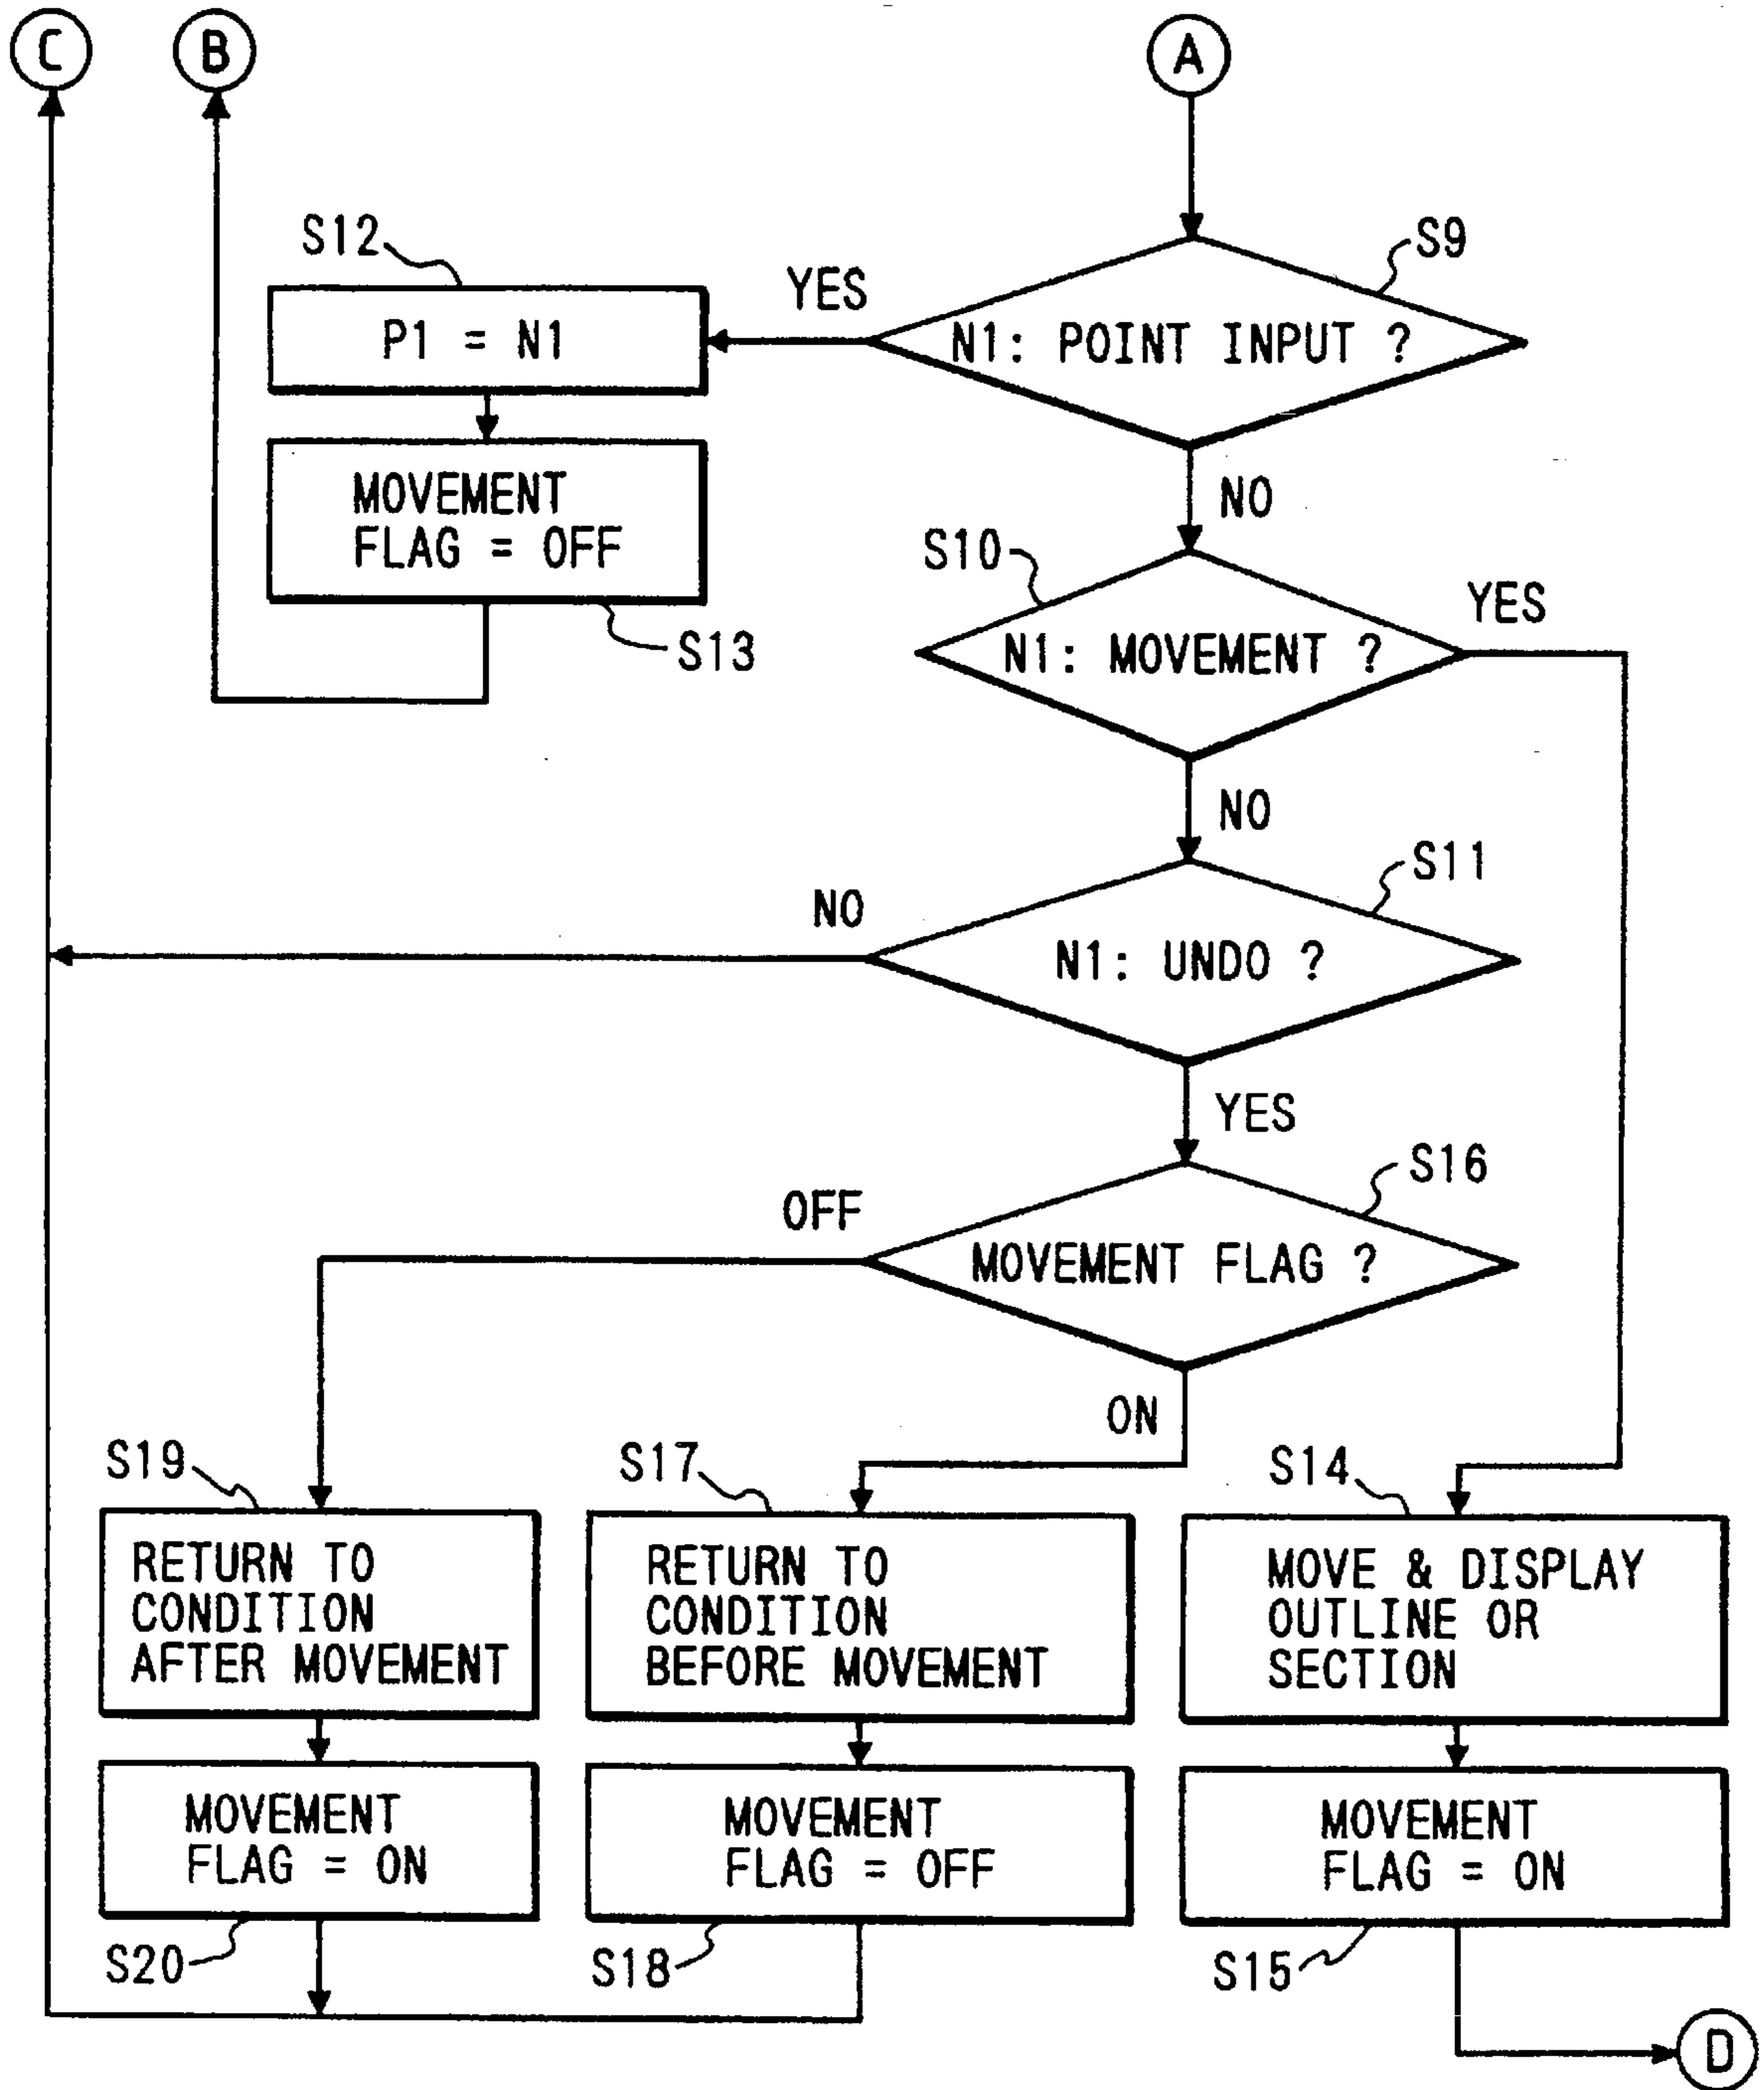 C
B
A
S12
YES
S9
P1 = N1
N1: POINT INPUT ?
MOVEMENT
FLAG = OFF
NO
S10
YES
S13
N1: MOVEMENT ?
NO
S11
NO
N1: UNDO ?
YES
S16
OFF
MOVEMENT FLAG ?
ON
S19
S17
S14
RETURN TO
CONDITION
AFTER MOVEMENT
RETURN TO
CONDITION
BEFORE MOVEMENT
MOVE & DISPLAY
OUTLINE OR
SECTION
MOVEMENT
FLAG = ON
MOVEMENT
FLAG = OFF
MOVEMENT
FLAG = ON
S20
S18
S15
D